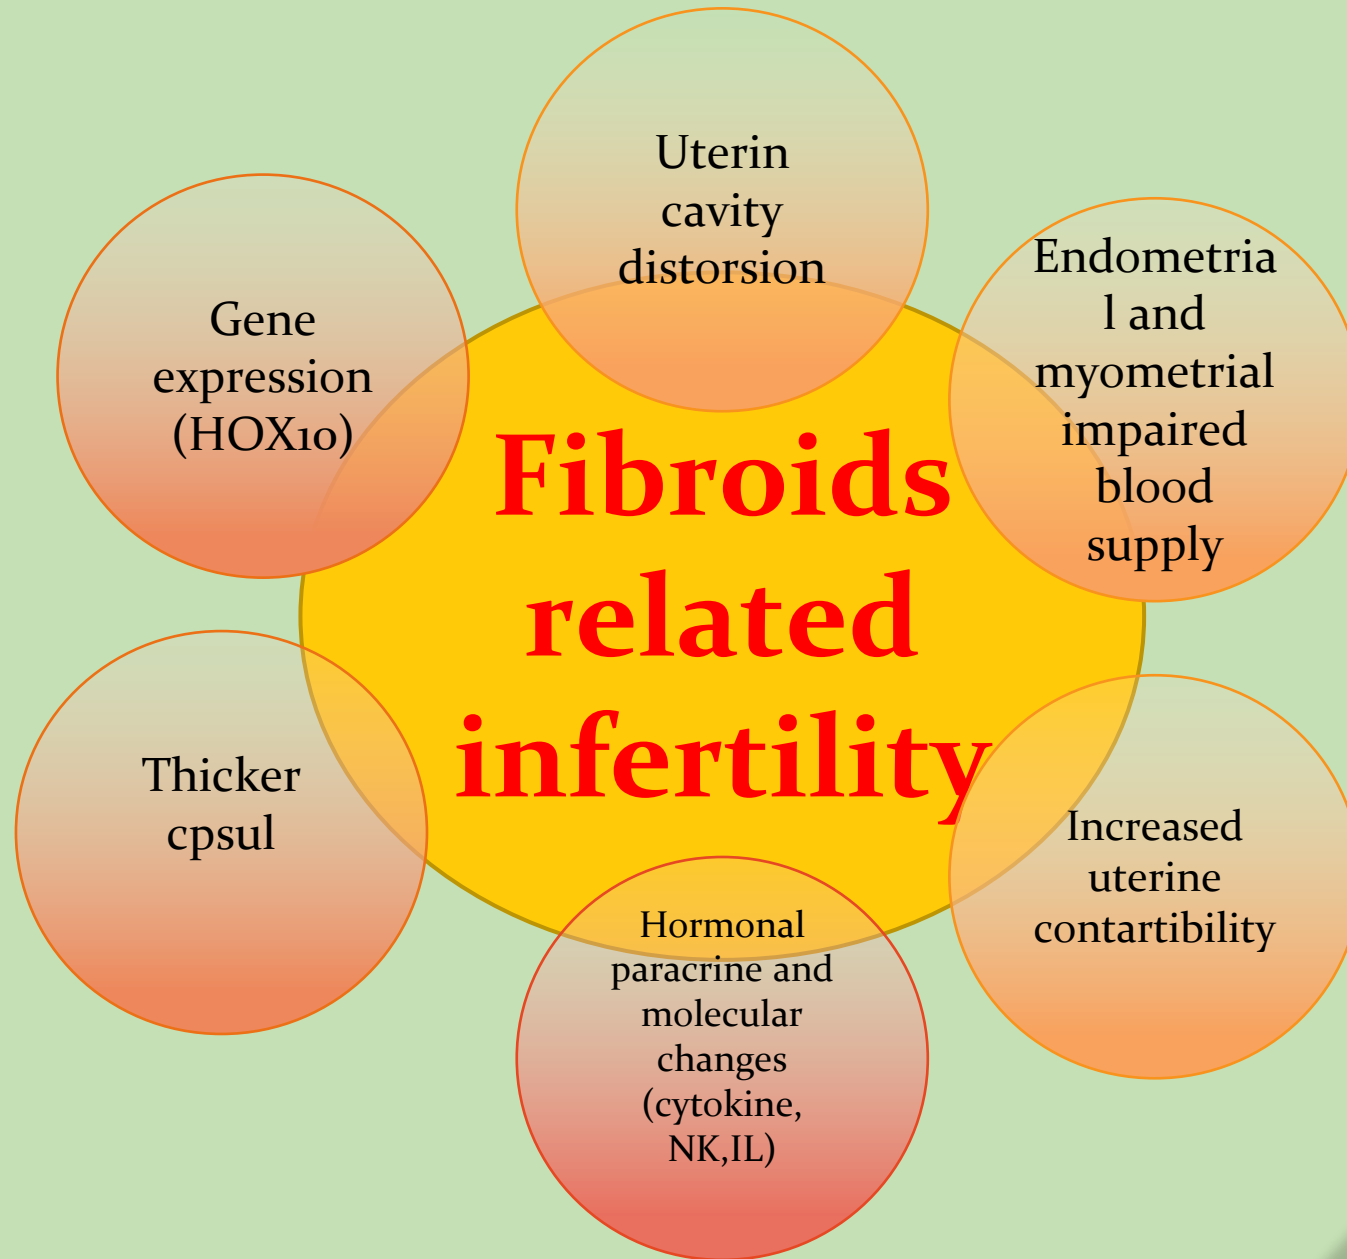 Uterin
cavity
distorsion
Endometria
l and
myometrial
impaired
blood
supply
Increased
uterine
contartibility
Hormonal
paracrine and
molecular
changes
(cytokine,
NK,IL)
Thicker
cpsul
Gene
expression
(HOX10)
Fibroids
related
infertility